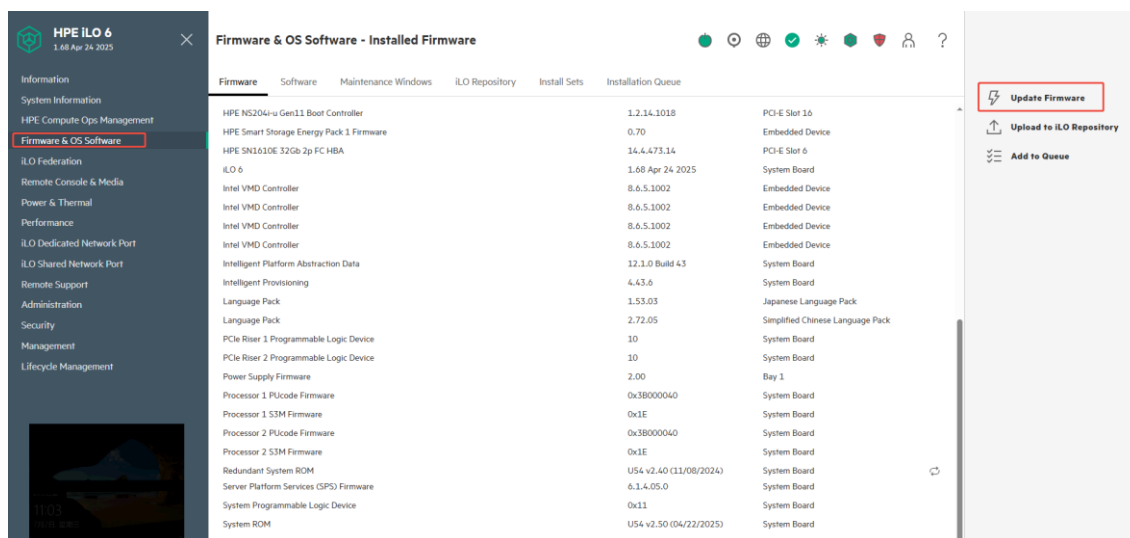 HPE iLO 6
1.68 Apr 24 2025
Information
System Information
HPE Compute Ops Management
Firmware & OS Software
iLO Federation
Remote Console & Media
Power & Thermal
Performance
iLO Dedicated Network Port
iLO Shared Network Port
Remote Support
Administration
Security
Management
Lifecycle Management
11:03
Firmware & OS Software - Installed Firmware
?
Firmware Software Maintenance Windows iLO Repository Install Sets Installation Queue
HPE NS204i-u Gen11 Boot Controller 1.2.14.1018 PCI-E Slot 16
HPE Smart Storage Energy Pack 1 Firmware 0.70 Embedded Device
HPE SN1610E 32Gb 2p FC HBA 14.4.473.14 PCI-E Slot 6
iLO 6 1.68 Apr 24 2025 System Board
Intel VMD Controller 8.6.5.1002 Embedded Device
Intel VMD Controller 8.6.5.1002 Embedded Device
Intel VMD Controller 8.6.5.1002 Embedded Device
Intel VMD Controller 8.6.5.1002 Embedded Device
Intelligent Platform Abstraction Data 12.1.0 Build 43 System Board
Intelligent Provisioning 4.43.6 System Board
Language Pack 1.53.03 Japanese Language Pack
Language Pack 2.72.05 Simplified Chinese Language Pack
PCIe Riser 1 Programmable Logic Device 10 System Board
PCIe Riser 2 Programmable Logic Device 10 System Board
Power Supply Firmware 2.00 Bay 1
Processor 1 PUcode Firmware 0x3B000040 System Board
Processor 1 S3M Firmware 0x1E System Board
Processor 2 PUcode Firmware 0x3B000040 System Board
Processor 2 S3M Firmware 0x1E System Board
Redundant System ROM U54 v2.40 (11/08/2024) System Board
Server Platform Services (SPS) Firmware 6.1.4.05.0 System Board
System Programmable Logic Device 0x11 System Board
System ROM U54 v2.50 (04/22/2025) System Board
Update Firmware
Upload to iLO Repository
Add to Queue